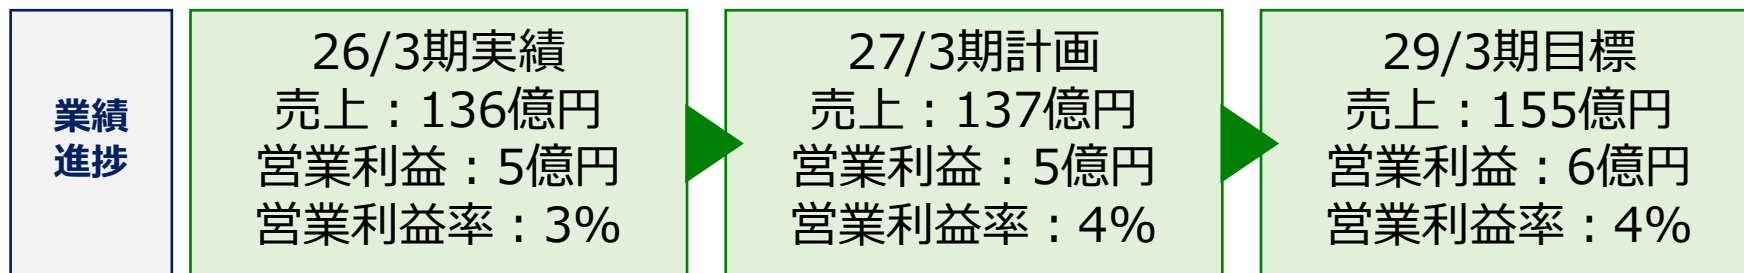 業績
進捗
26/3期実績
売上：136億円
営業利益：5億円
営業利益率：3%
27/3期計画
売上：137億円
営業利益：5億円
営業利益率：4%
29/3期目標
売上：155億円
営業利益：6億円
営業利益率：4%